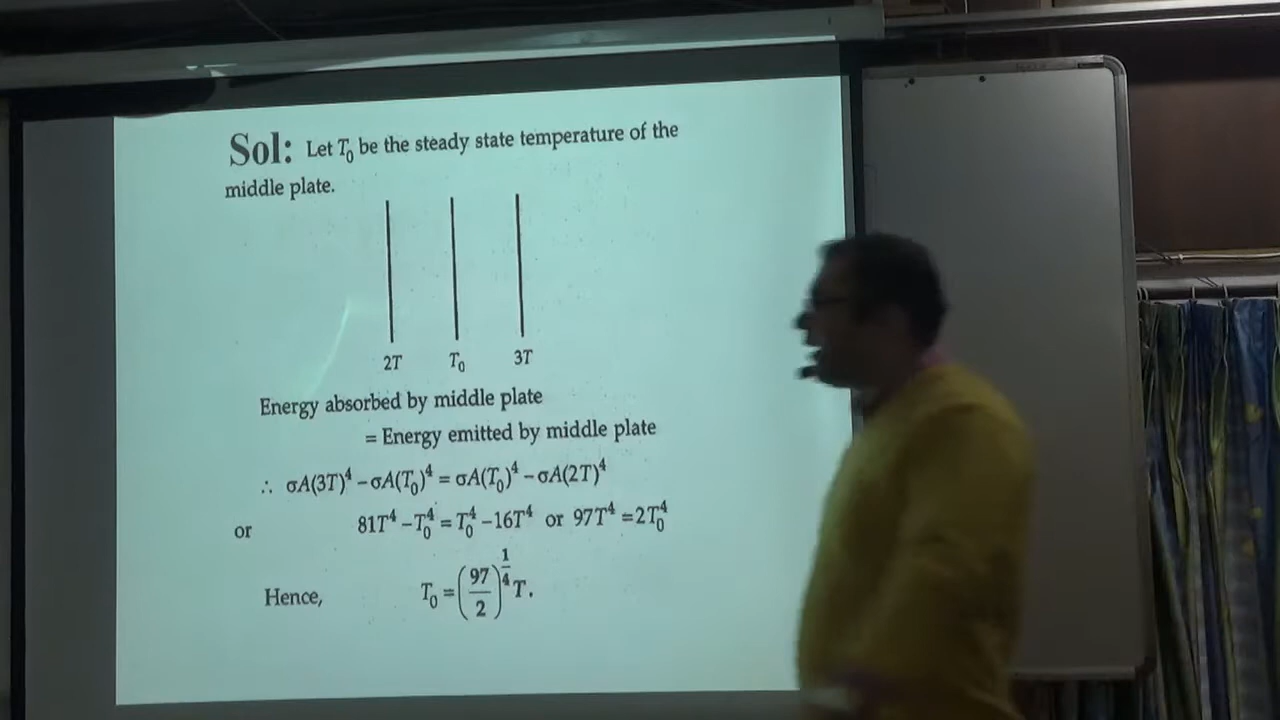 Sol: Let T₀ be the steady state temperature of the
middle plate.
2T T₀ 3T
Energy absorbed by middle plate
= Energy emitted by middle plate
∴ σA(3T)⁴ – σA(T₀)⁴ = σA(T₀)⁴ – σA(2T)⁴
or 81T⁴ – T₀⁴ = T₀⁴ – 16T⁴ or 97T⁴ = 2T₀⁴
Hence, T₀ = (97/2)^(1/4) T.